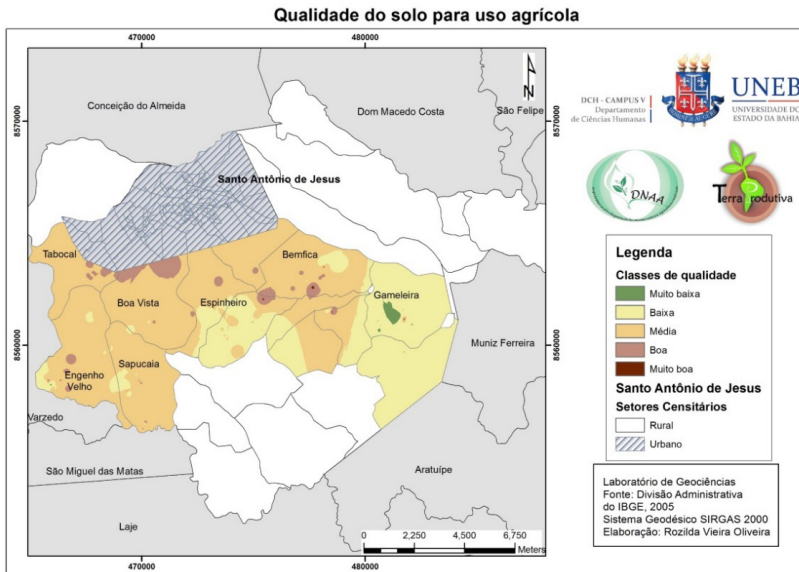 Qualidade do solo para uso agrícola
470000
480000
8570000
8570000
Conceição do Almeida
Dom Macedo Costa
São Felipe
N
Santo Antônio de Jesus
Tabocal
Bemfica
Boa Vista
Espinheiro
Gameleira
8560000
8560000
Muniz Ferreira
Sapucaia
Engenho
Velho
Varzedo
São Miguel das Matas
Aratuípe
Laje
0 2,250 4,500 6,750
Meters
470000
480000
DCH - CAMPUS V
Departamento
de Ciências Humanas
UNEB
UNIVERSIDADE DO
ESTADO DA BAHIA
DNAA
Terra Produtiva
Legenda
Classes de qualidade
Muito baixa
Baixa
Média
Boa
Muito boa
Santo Antônio de Jesus
Setores Censitários
Rural
Urbano
Laboratório de Geociências
Fonte: Divisão Administrativa
do IBGE, 2005
Sistema Geodésico SIRGAS 2000
Elaboração: Rozilda Vieira Oliveira